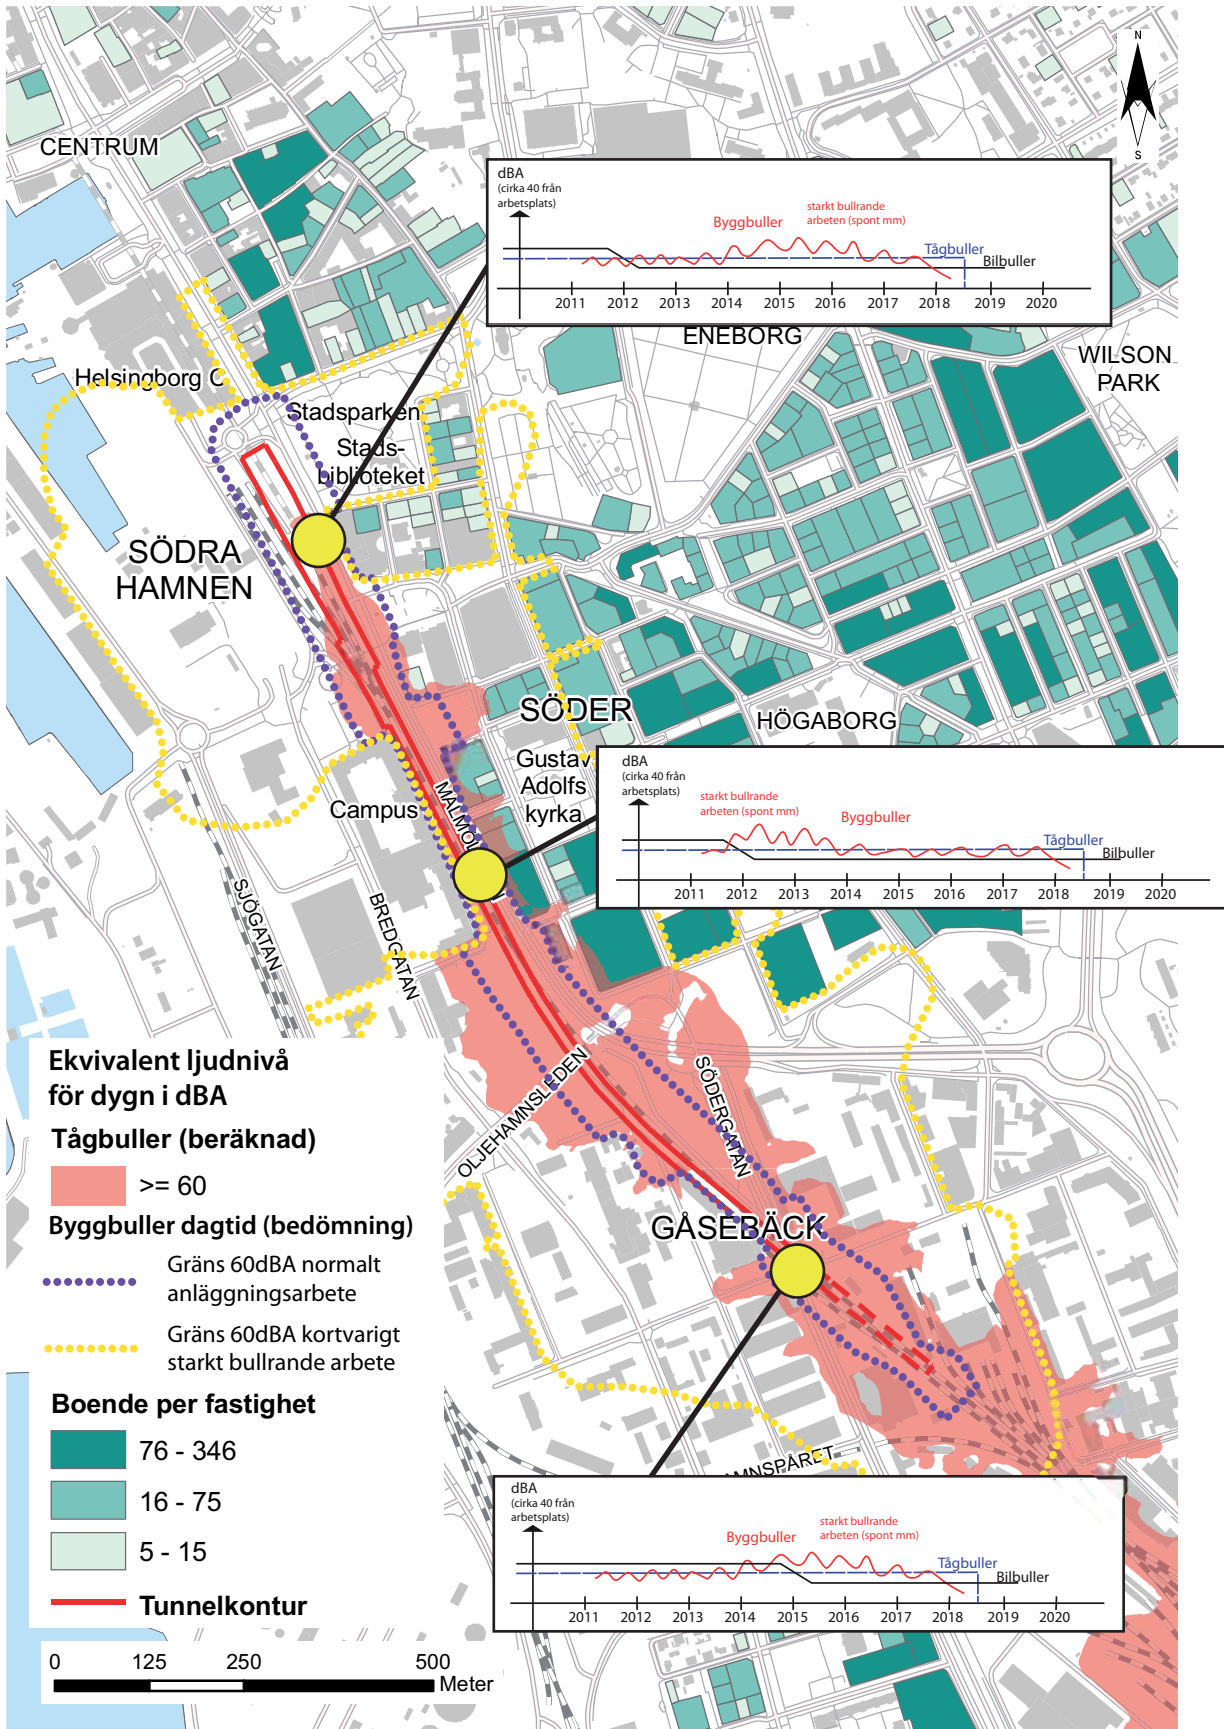 N
S
CENTRUM
dBA
(cirka 40 från
arbetsplats)
starkt bullrande
arbeten (spont mm)
Byggbuller
Tågbuller
Bilbuller
2011 2012 2013 2014 2015 2016 2017 2018 2019 2020
ENEBORG
WILSON
PARK
Helsingborg C
Stadsparken
Stads-
biblioteket
SÖDRA
HAMNEN
SÖDER
HÖGABORG
Gustav
Adolfs
kyrka
Campus
dBA
(cirka 40 från
arbetsplats)
starkt bullrande
arbeten (spont mm)
Byggbuller
Tågbuller
Bilbuller
2011 2012 2013 2014 2015 2016 2017 2018 2019 2020
SJÖGATAN
BREDGATAN
OLJEHAMNSLEDEN
SÖDERGATAN
GÅSEBÄCK
AMNSPÅRET
dBA
(cirka 40 från
arbetsplats)
Byggbuller
starkt bullrande
arbeten (spont mm)
Tågbuller
Bilbuller
2011 2012 2013 2014 2015 2016 2017 2018 2019 2020
Ekvivalent ljudnivå
för dygn i dBA
Tågbuller (beräknad)
>= 60
Byggbuller dagtid (bedömning)
Gräns 60dBA normalt
anläggningsarbete
Gräns 60dBA kortvarigt
starkt bullrande arbete
Boende per fastighet
76 - 346
16 - 75
5 - 15
Tunnelkontur
0 125 250 500
Meter